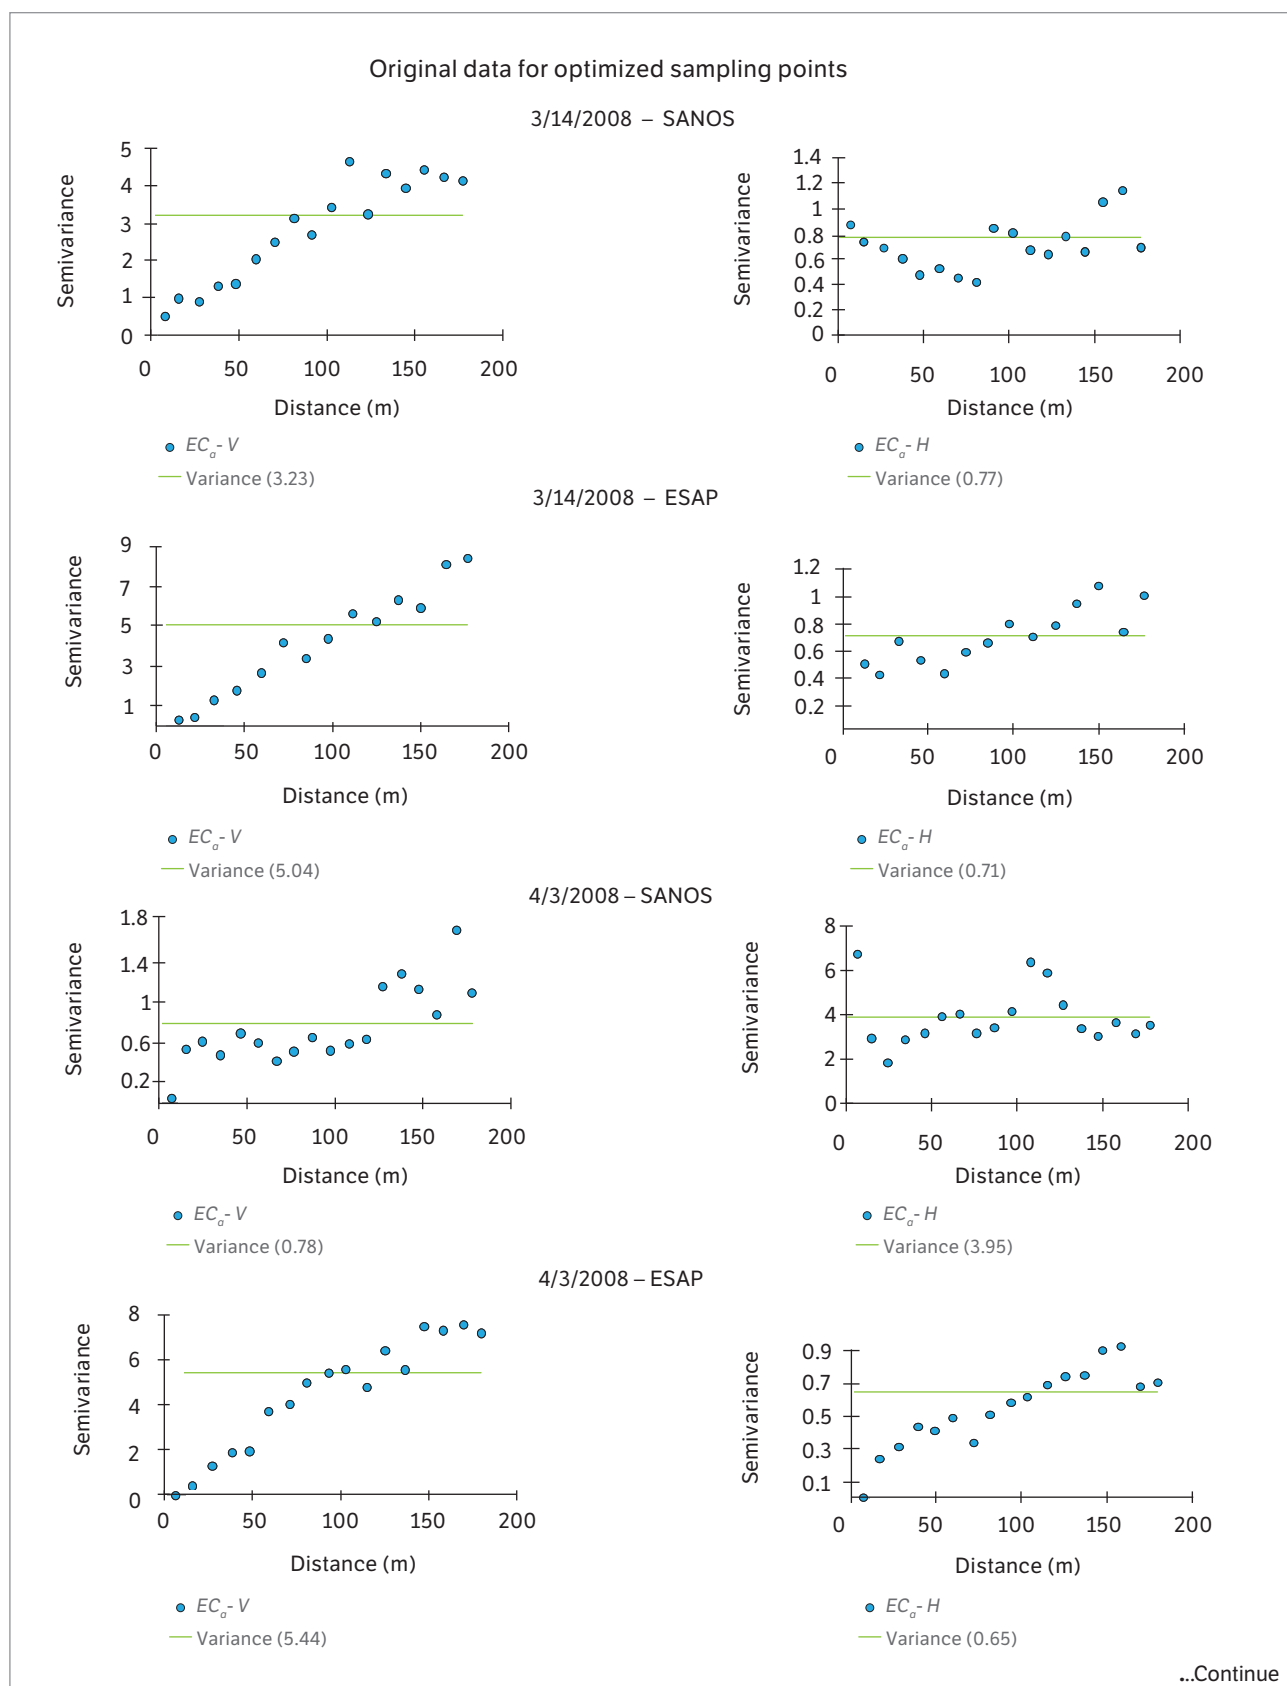 Original data for optimized sampling points
3/14/2008 – SANOS
Semivariance
5
4
3
2
1
0
0 50 100 150 200
Distance (m)
ECa- V
Variance (3.23)
Semivariance
1.4
1.2
1
0.8
0.6
0.4
0.2
0
0 50 100 150 200
Distance (m)
ECa- H
Variance (0.77)
3/14/2008 – ESAP
Semivariance
9
7
5
3
1
0 50 100 150 200
Distance (m)
ECa- V
Variance (5.04)
Semivariance
1.2
1
0.8
0.6
0.4
0.2
0 50 100 150 200
Distance (m)
ECa- H
Variance (0.71)
4/3/2008 – SANOS
Semivariance
1.8
1.4
1
0.6
0.2
0 50 100 150 200
Distance (m)
ECa- V
Variance (0.78)
Semivariance
8
6
4
2
0
0 50 100 150 200
Distance (m)
ECa- H
Variance (3.95)
4/3/2008 – ESAP
Semivariance
8
6
4
2
0
0 50 100 150 200
Distance (m)
ECa- V
Variance (5.44)
Semivariance
0.9
0.7
0.5
0.3
0.1
0 50 100 150 200
Distance (m)
ECa- H
Variance (0.65)
...Continue